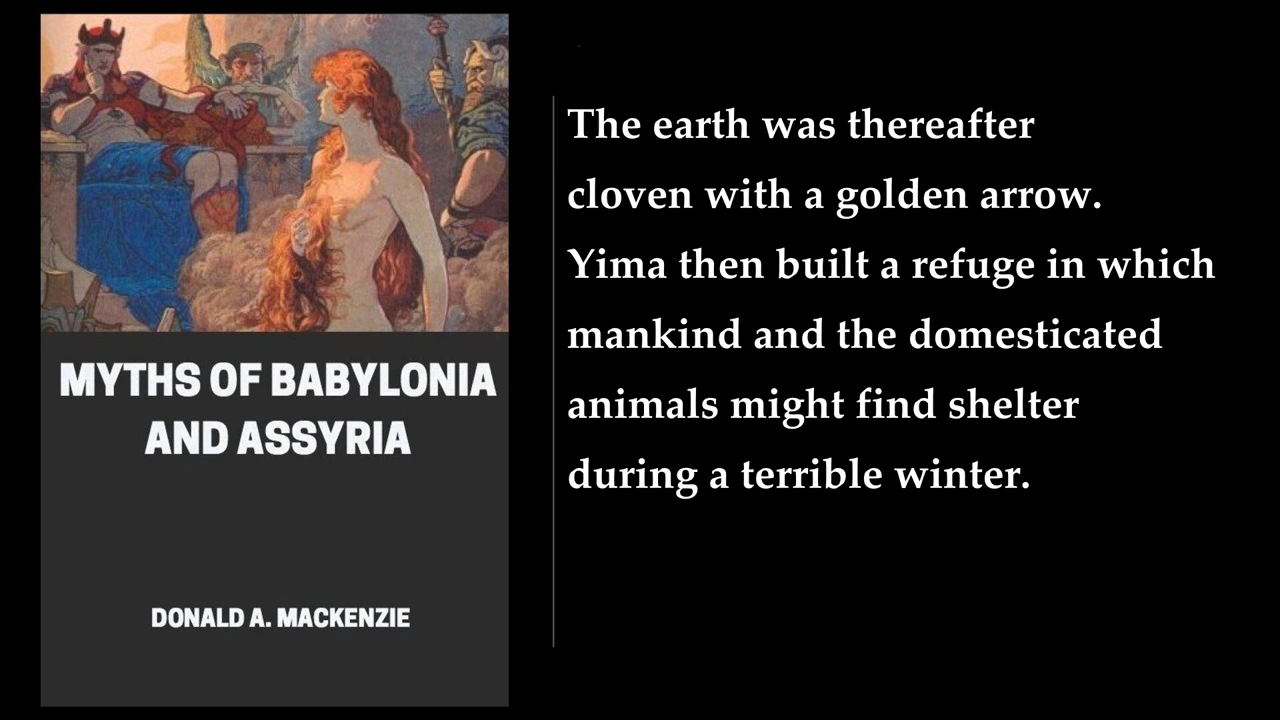 MYTHS OF BABYLONIA
AND ASSYRIA
DONALD A. MACKENZIE
The earth was thereafter
cloven with a golden arrow.
Yima then built a refuge in which
mankind and the domesticated
animals might find shelter
during a terrible winter.